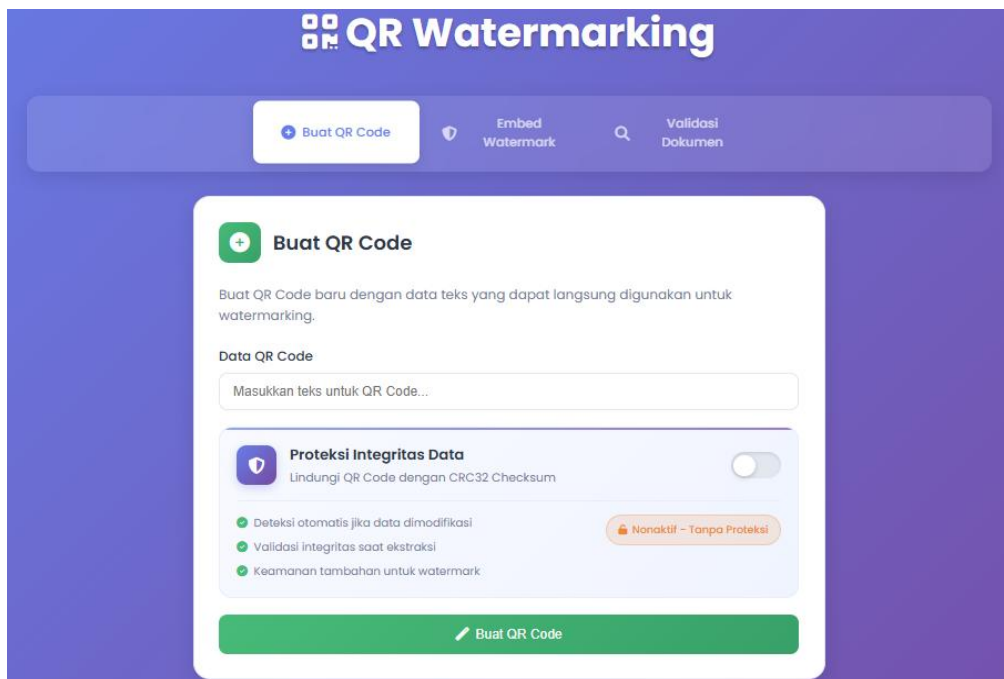 QR Watermarking
Buat QR Code
Embed
Watermark
Validasi
Dokumen
Buat QR Code
Buat QR Code baru dengan data teks yang dapat langsung digunakan untuk
watermarking.
Data QR Code
Masukkan teks untuk QR Code...
Proteksi Integritas Data
Lindungi QR Code dengan CRC32 Checksum
Deteksi otomatis jika data dimodifikasi
Nonaktif - Tanpa Proteksi
Validasi integritas saat ekstraksi
Keamanan tambahan untuk watermark
Buat QR Code